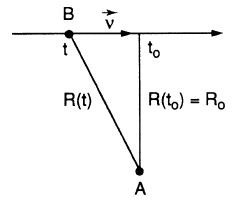 B
v
t
t₀
R(t)
R(t₀) = R₀
A